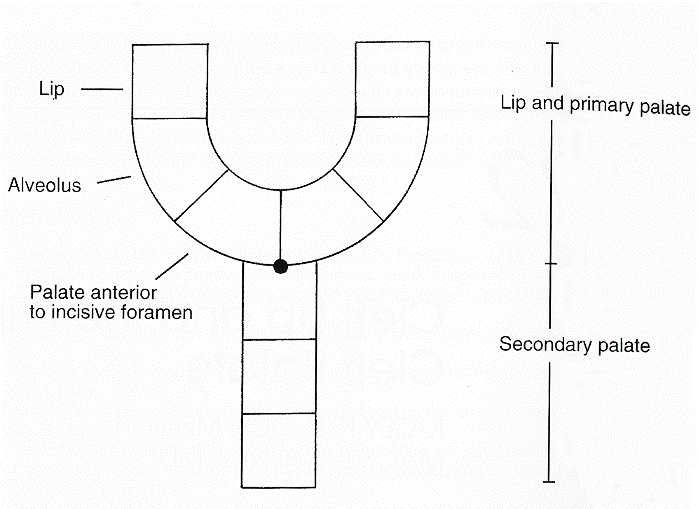 Lip
Lip and primary palate
Alveolus
Palate anterior
to incisive foramen
Secondary palate